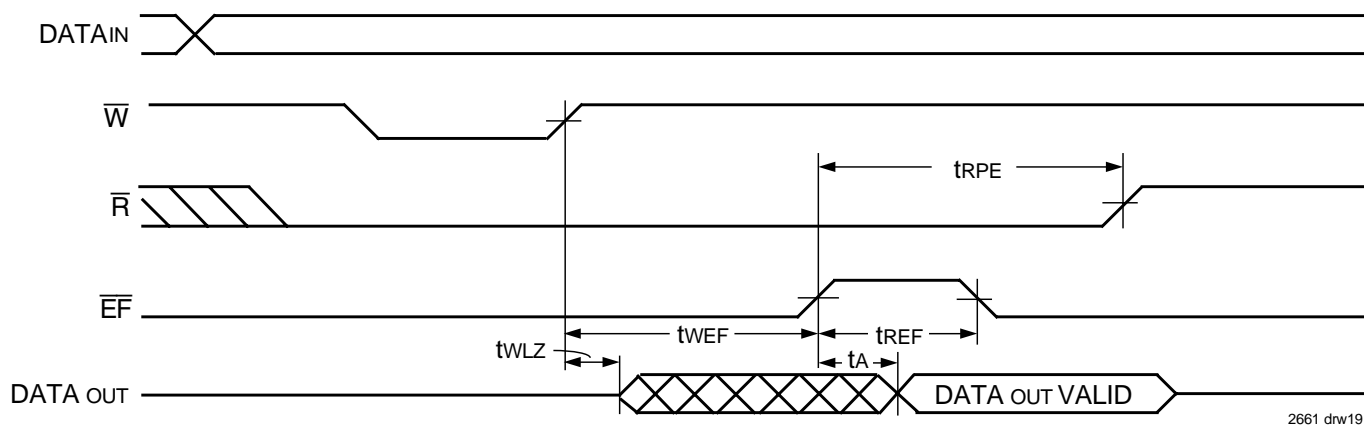 DATAIN
W
tRPE
R
EF
tWEF
tREF
tWLZ
tA
DATA OUT
DATA OUT VALID
2661 drw19